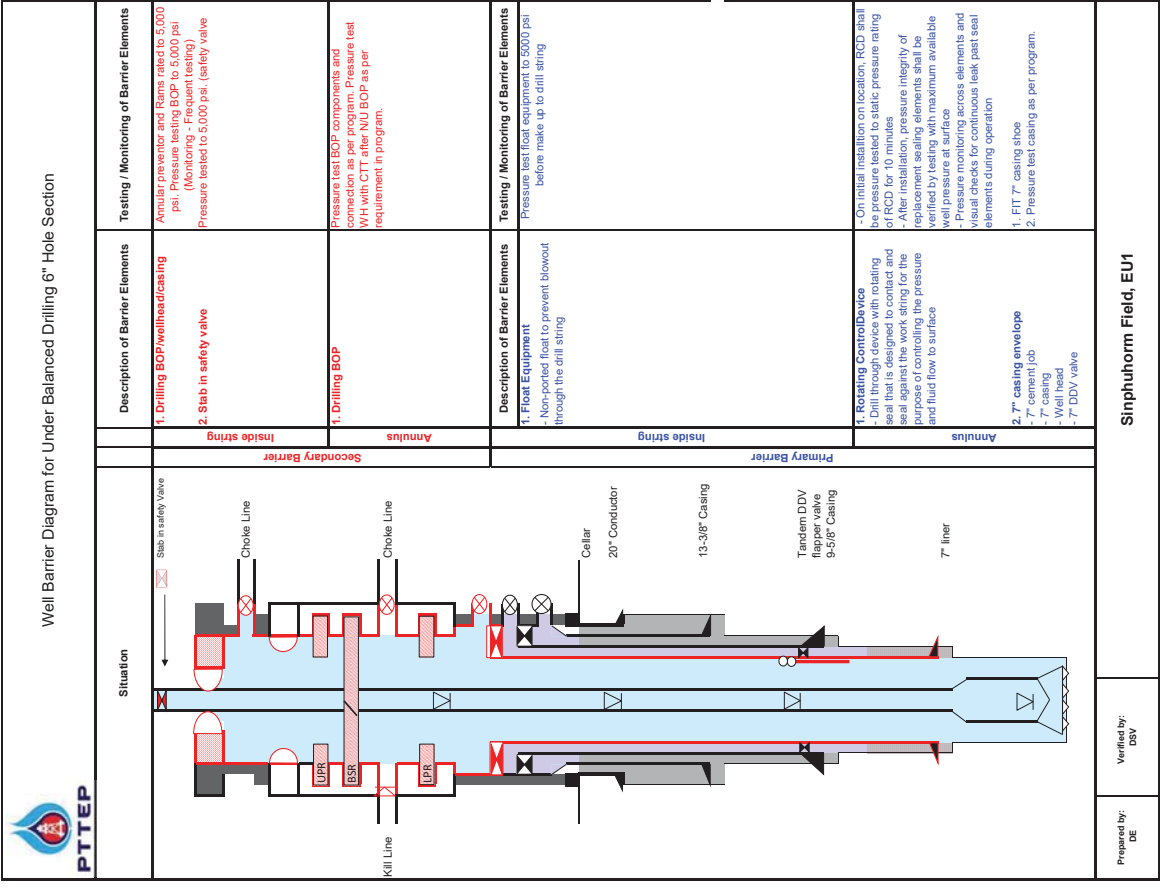 PTTEP
Well Barrier Diagram for Under Balanced Drilling 6" Hole Section
Situation
Description of Barrier Elements
Testing / Monitoring of Barrier Elements
Stab in safety Valve
Choke Line
UPR
BSR
Kill Line
Choke Line
LPR
Cellar
20" Conductor
13-3/8" Casing
Tandem DDV
flapper valve
9-5/8" Casing
7" liner
Secondary Barrier
Inside string
1. Drilling BOP/wellhead/casing
2. Stab in safety valve
Annular preventor and Rams rated to 5,000
psi. Pressure testing BOP to 5,000 psi
(Monitoring - Frequent testing)
Pressure tested to 5,000 psi. (safety valve
Annulus
1. Drilling BOP
Pressure test BOP components and
connection as per program. Pressure test
WH with CTT after N/U BOP as per
requirement in program.
Primary Barrier
Description of Barrier Elements
Testing / Monitoring of Barrier Elements
Inside string
1. Float Equipment
- Non-ported float to prevent blowout
through the drill string
Pressure test float equipment to 5000 psi
before make up to drill string
Annulus
1. Rotating ControlDevice
- Drill through device with rotating
seal that is designed to contact and
seal against the work string for the
purpose of controlling the pressure
and fluid flow to surface
2. 7" casing envelope
- 7" cement job
- 7" casing
- Well head
- 7" DDV valve
- On initial installtion on location, RCD shall
be pressure tested to static pressure rating
of RCD for 10 minutes
- After installation, pressure integrity of
replacement sealing elements shall be
verified by testing with maximum available
well pressure at surface
- Pressure monitoring across elements and
visual checks for continuous leak past seal
elements during operation
1. FIT 7" casing shoe
2. Pressure test casing as per program.
Prepared by:
DE
Verified by:
DSV
Sinphuhorm Field, EU1